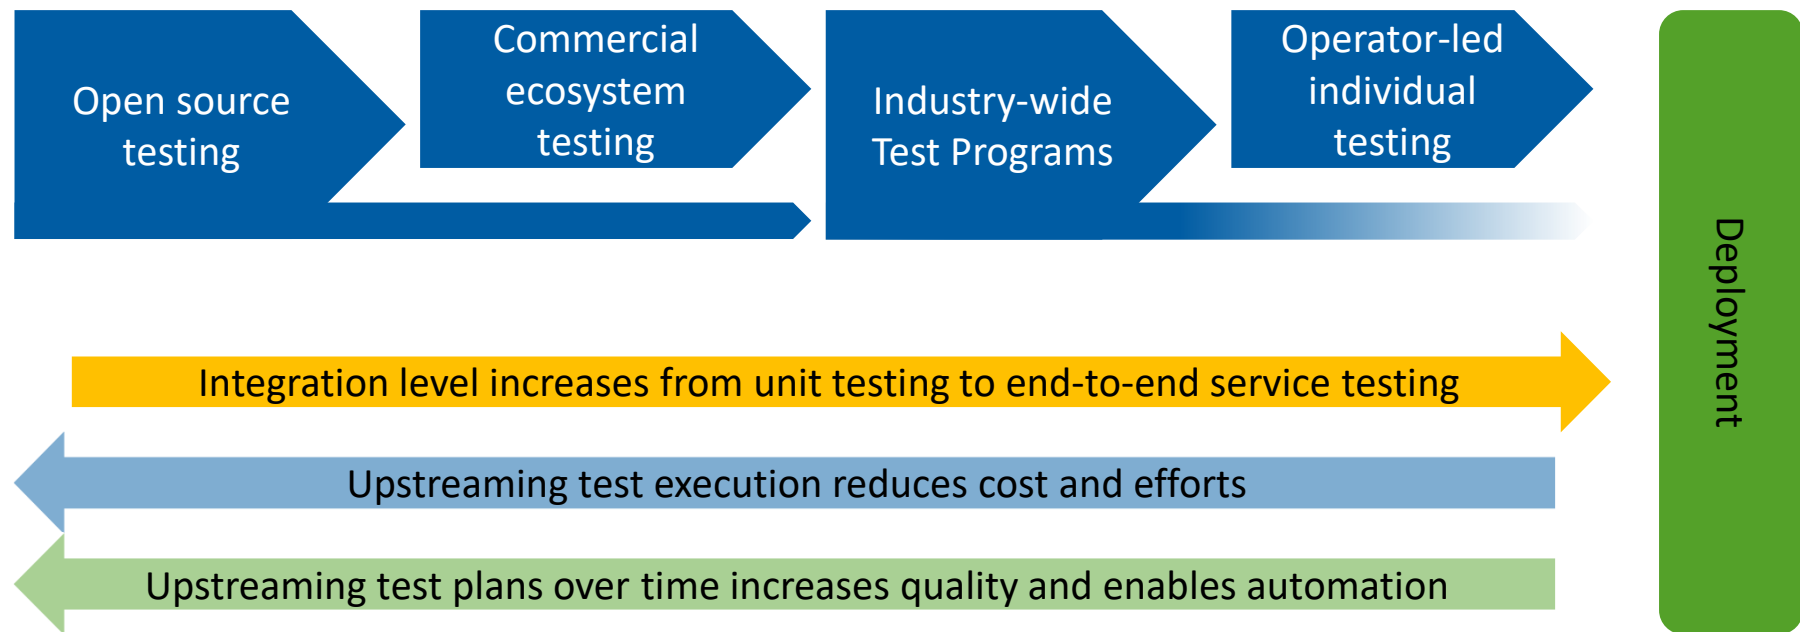 Open source
testing
Commercial
ecosystem
testing
Industry-wide
Test Programs
Operator-led
individual
testing
Deployment
Integration level increases from unit testing to end-to-end service testing
Upstreaming test execution reduces cost and efforts
Upstreaming test plans over time increases quality and enables automation